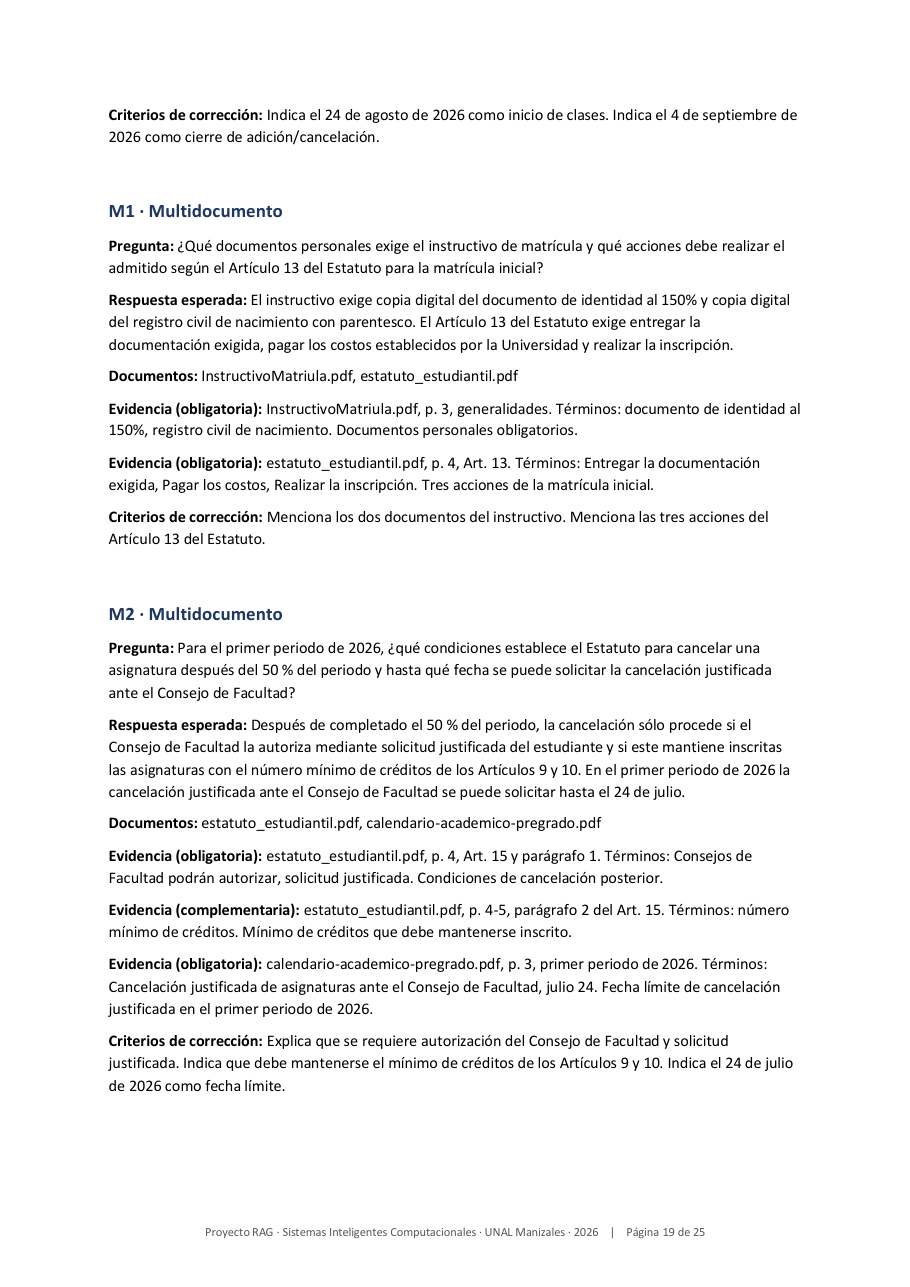 Criterios de corrección: Indica el 24 de agosto de 2026 como inicio de clases. Indica el 4 de septiembre de
2026 como cierre de adición/cancelación.
M1 · Multidocumento
Pregunta: ¿Qué documentos personales exige el instructivo de matrícula y qué acciones debe realizar el
admitido según el Artículo 13 del Estatuto para la matrícula inicial?
Respuesta esperada: El instructivo exige copia digital del documento de identidad al 150% y copia digital
del registro civil de nacimiento con parentesco. El Artículo 13 del Estatuto exige entregar la
documentación exigida, pagar los costos establecidos por la Universidad y realizar la inscripción.
Documentos: InstructivoMatriula.pdf, estatuto_estudiantil.pdf
Evidencia (obligatoria): InstructivoMatriula.pdf, p. 3, generalidades. Términos: documento de identidad al
150%, registro civil de nacimiento. Documentos personales obligatorios.
Evidencia (obligatoria): estatuto_estudiantil.pdf, p. 4, Art. 13. Términos: Entregar la documentación
exigida, Pagar los costos, Realizar la inscripción. Tres acciones de la matrícula inicial.
Criterios de corrección: Menciona los dos documentos del instructivo. Menciona las tres acciones del
Artículo 13 del Estatuto.
M2 · Multidocumento
Pregunta: Para el primer periodo de 2026, ¿qué condiciones establece el Estatuto para cancelar una
asignatura después del 50 % del periodo y hasta qué fecha se puede solicitar la cancelación justificada
ante el Consejo de Facultad?
Respuesta esperada: Después de completado el 50 % del periodo, la cancelación sólo procede si el
Consejo de Facultad la autoriza mediante solicitud justificada del estudiante y si este mantiene inscritas
las asignaturas con el número mínimo de créditos de los Artículos 9 y 10. En el primer periodo de 2026 la
cancelación justificada ante el Consejo de Facultad se puede solicitar hasta el 24 de julio.
Documentos: estatuto_estudiantil.pdf, calendario-academico-pregrado.pdf
Evidencia (obligatoria): estatuto_estudiantil.pdf, p. 4, Art. 15 y parágrafo 1. Términos: Consejos de
Facultad podrán autorizar, solicitud justificada. Condiciones de cancelación posterior.
Evidencia (complementaria): estatuto_estudiantil.pdf, p. 4-5, parágrafo 2 del Art. 15. Términos: número
mínimo de créditos. Mínimo de créditos que debe mantenerse inscrito.
Evidencia (obligatoria): calendario-academico-pregrado.pdf, p. 3, primer periodo de 2026. Términos:
Cancelación justificada de asignaturas ante el Consejo de Facultad, julio 24. Fecha límite de cancelación
justificada en el primer periodo de 2026.
Criterios de corrección: Explica que se requiere autorización del Consejo de Facultad y solicitud
justificada. Indica que debe mantenerse el mínimo de créditos de los Artículos 9 y 10. Indica el 24 de julio
de 2026 como fecha límite.
Proyecto RAG · Sistemas Inteligentes Computacionales · UNAL Manizales · 2026 | Página 19 de 25